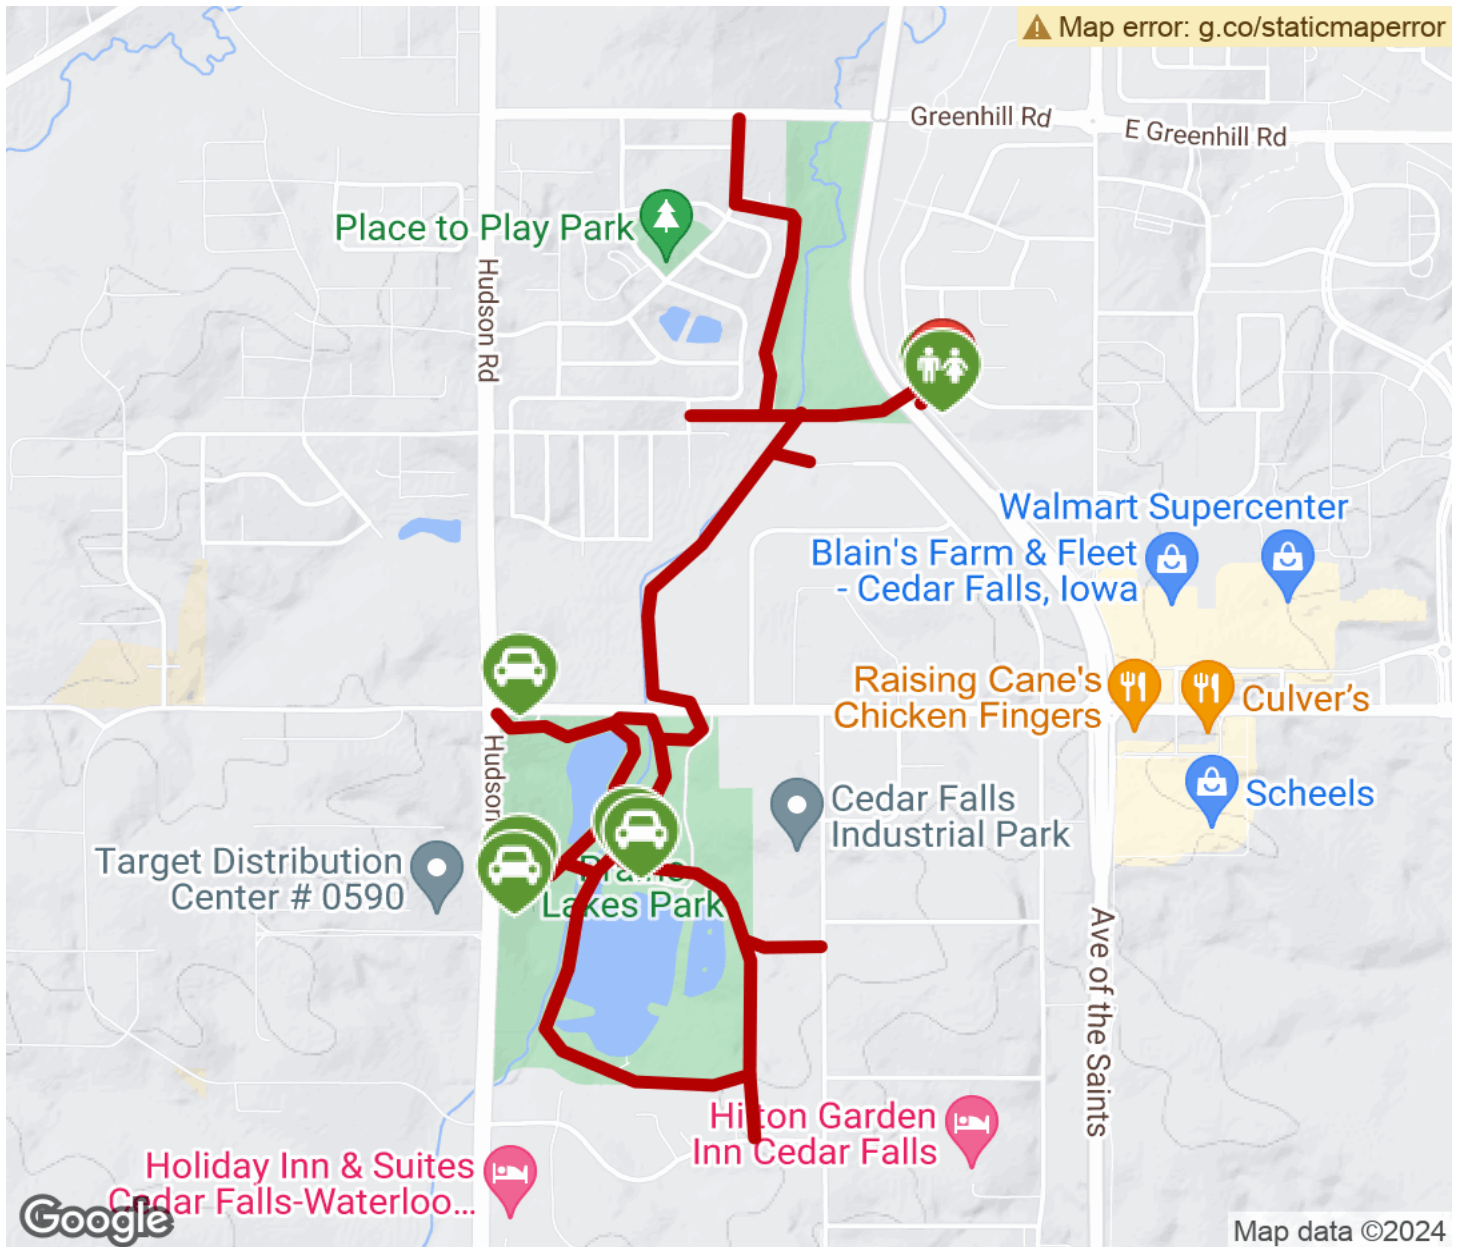 Map error: g.co/staticmaperror
Greenhill Rd
E Greenhill Rd
Place to Play Park
Hudson Rd
Walmart Supercenter
Blain's Farm & Fleet
- Cedar Falls, Iowa
Raising Cane's
Chicken Fingers
Culver's
Hudson
Scheels
Cedar Falls
Industrial Park
Target Distribution
Center # 0590
Prairie
Lakes Park
Ave of the Saints
Hilton Garden
Inn Cedar Falls
Holiday Inn & Suites
Cedar Falls-Waterloo...
Google
Map data ©2024